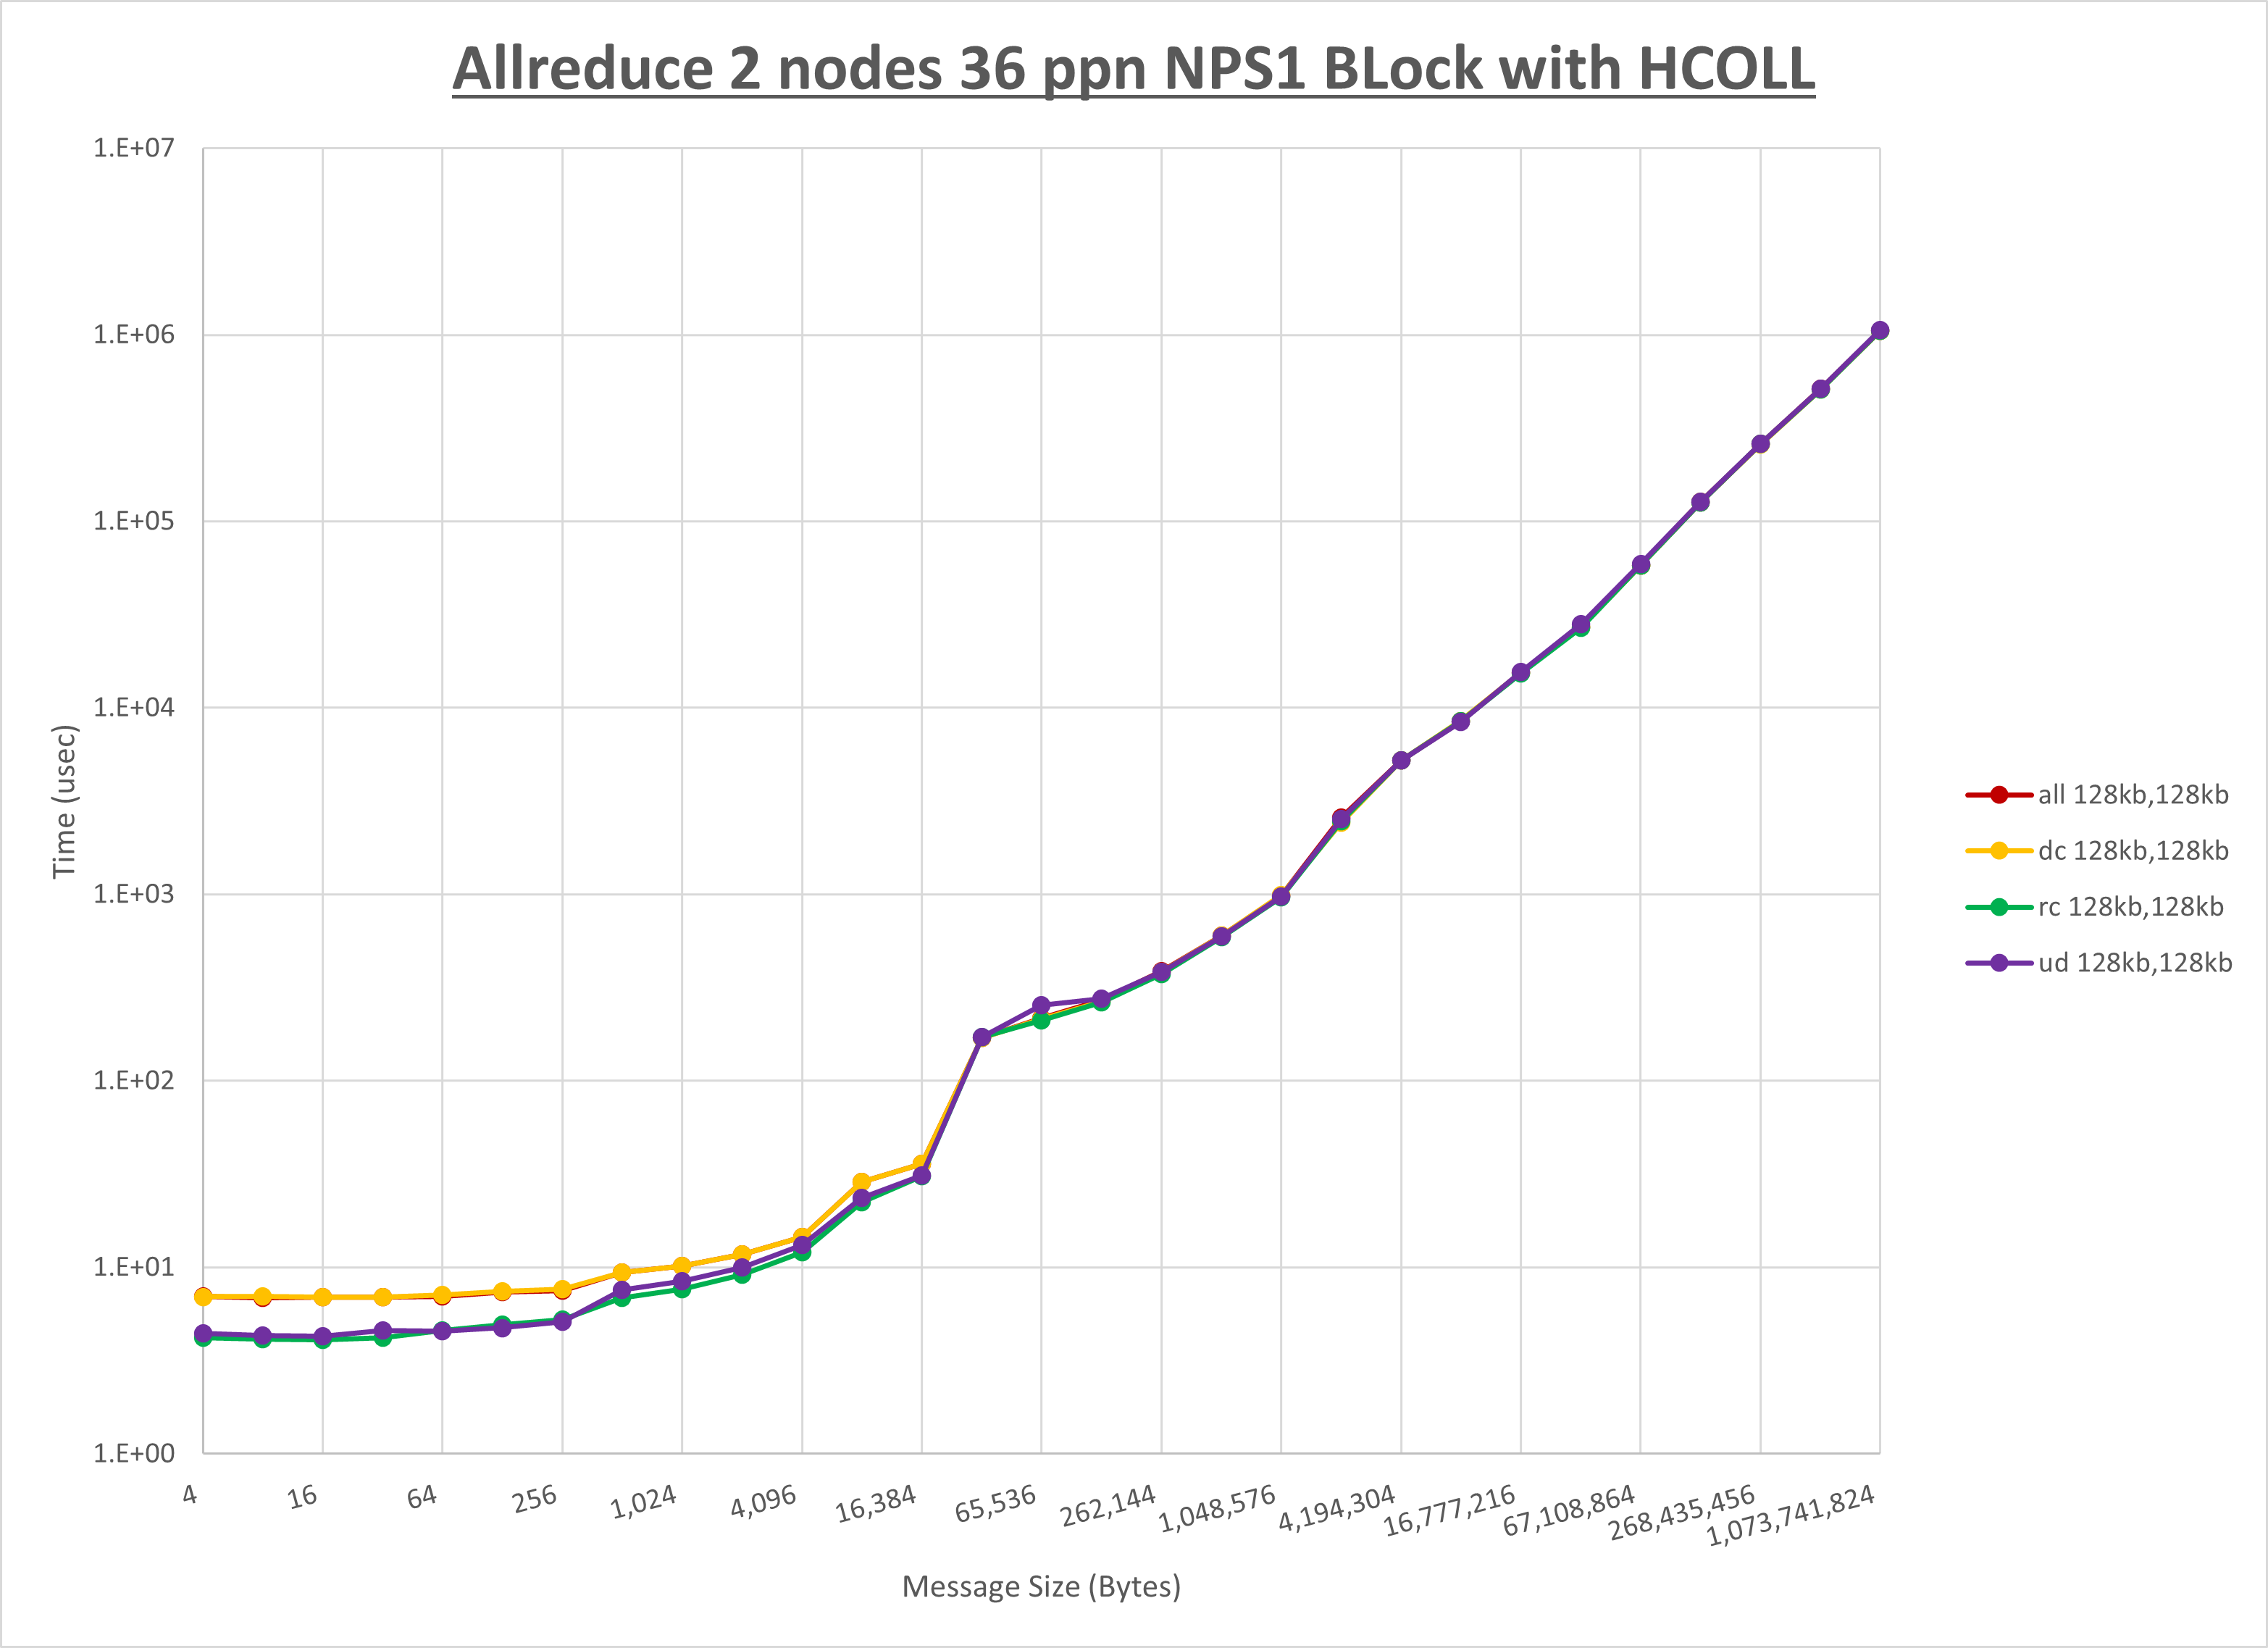 Allreduce 2 nodes 36 ppn NPS1 BLock with HCOLL
1.E+07
1.E+06
1.E+05
1.E+04
1.E+03
1.E+02
1.E+01
1.E+00
Time (usec)
4
16
64
256
1,024
4,096
16,384
65,536
262,144
1,048,576
4,194,304
16,777,216
67,108,864
268,435,456
1,073,741,824
Message Size (Bytes)
all 128kb,128kb
dc 128kb,128kb
rc 128kb,128kb
ud 128kb,128kb